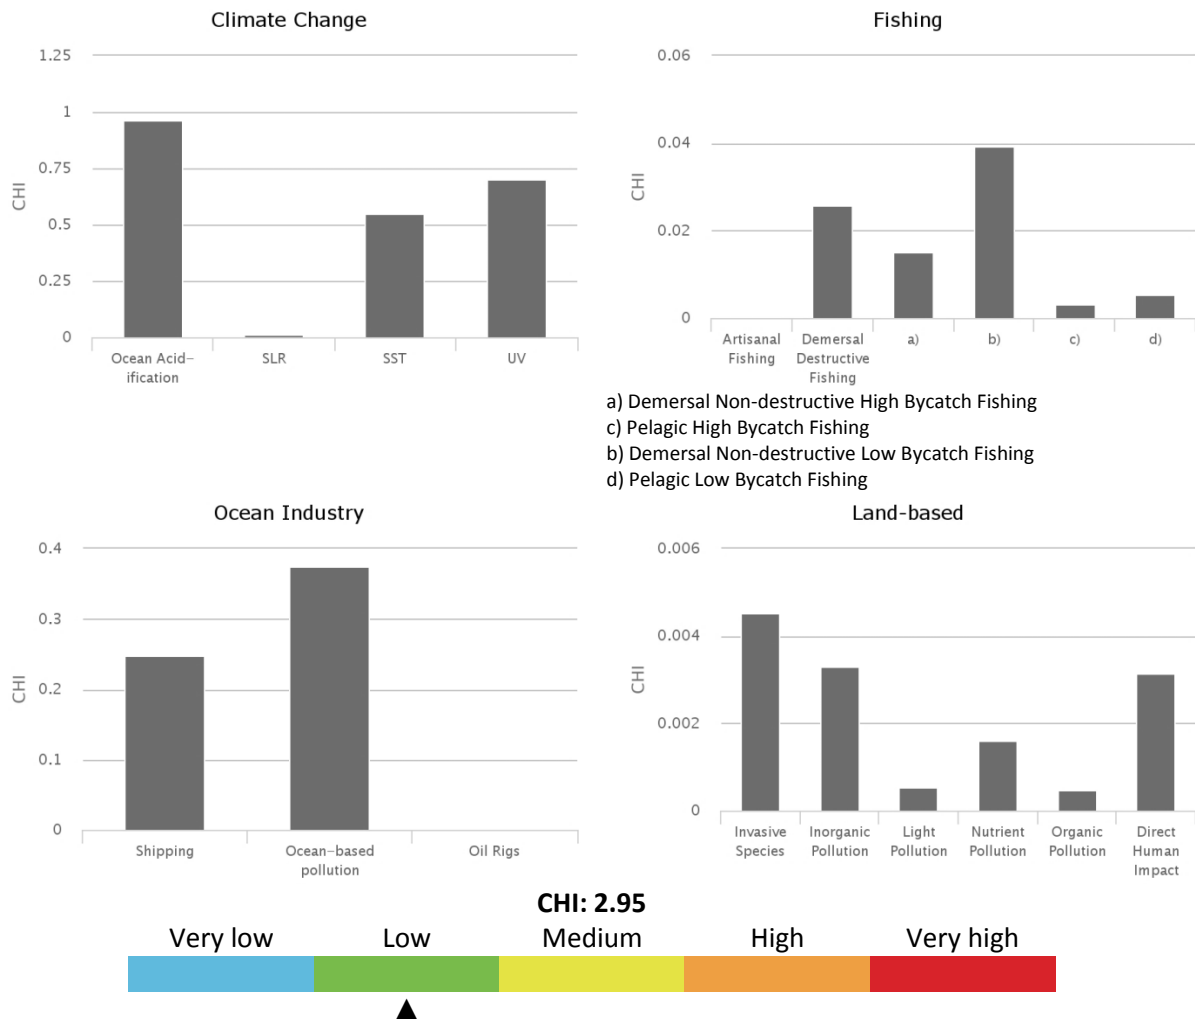 Climate Change
1.25
1
0.75
0.5
0.25
0
CHI
Ocean Acid–
ification
SLR
SST
UV
Fishing
0.06
0.04
0.02
0
CHI
Artisanal
Fishing
Demersal
Destructive
Fishing
a)
b)
c)
d)
a) Demersal Non-destructive High Bycatch Fishing
c) Pelagic High Bycatch Fishing
b) Demersal Non-destructive Low Bycatch Fishing
d) Pelagic Low Bycatch Fishing
Ocean Industry
0.4
0.3
0.2
0.1
0
CHI
Shipping
Ocean-based
pollution
Oil Rigs
Land-based
0.006
0.004
0.002
0
CHI
Invasive
Species
Inorganic
Pollution
Light
Pollution
Nutrient
Pollution
Organic
Pollution
Direct
Human
Impact
CHI: 2.95
Very low Low Medium High Very high